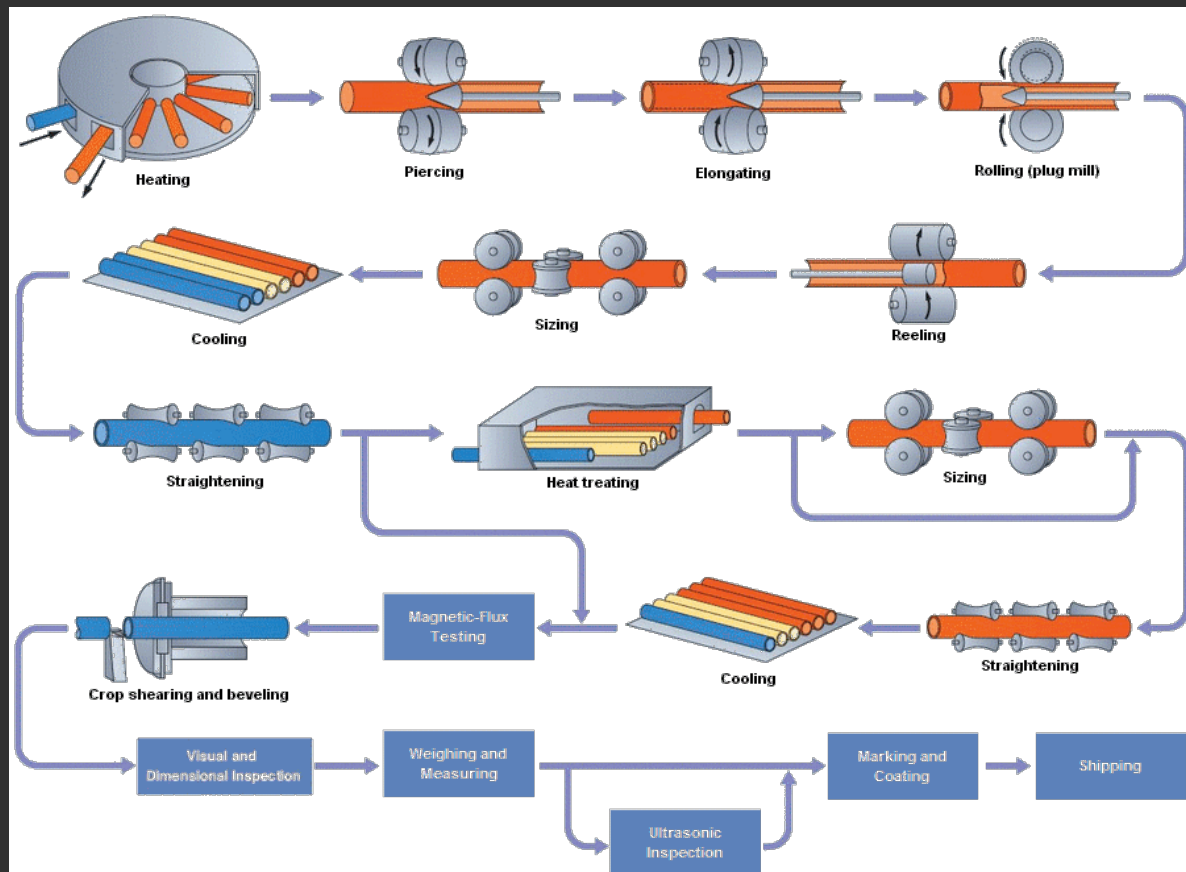 Heating
Piercing
Elongating
Rolling (plug mill)
Cooling
Sizing
Reeling
Straightening
Heat treating
Sizing
Crop shearing and beveling
Magnetic-Flux
Testing
Cooling
Straightening
Visual and
Dimensional Inspection
Weighing and
Measuring
Ultrasonic
Inspection
Marking and
Coating
Shipping